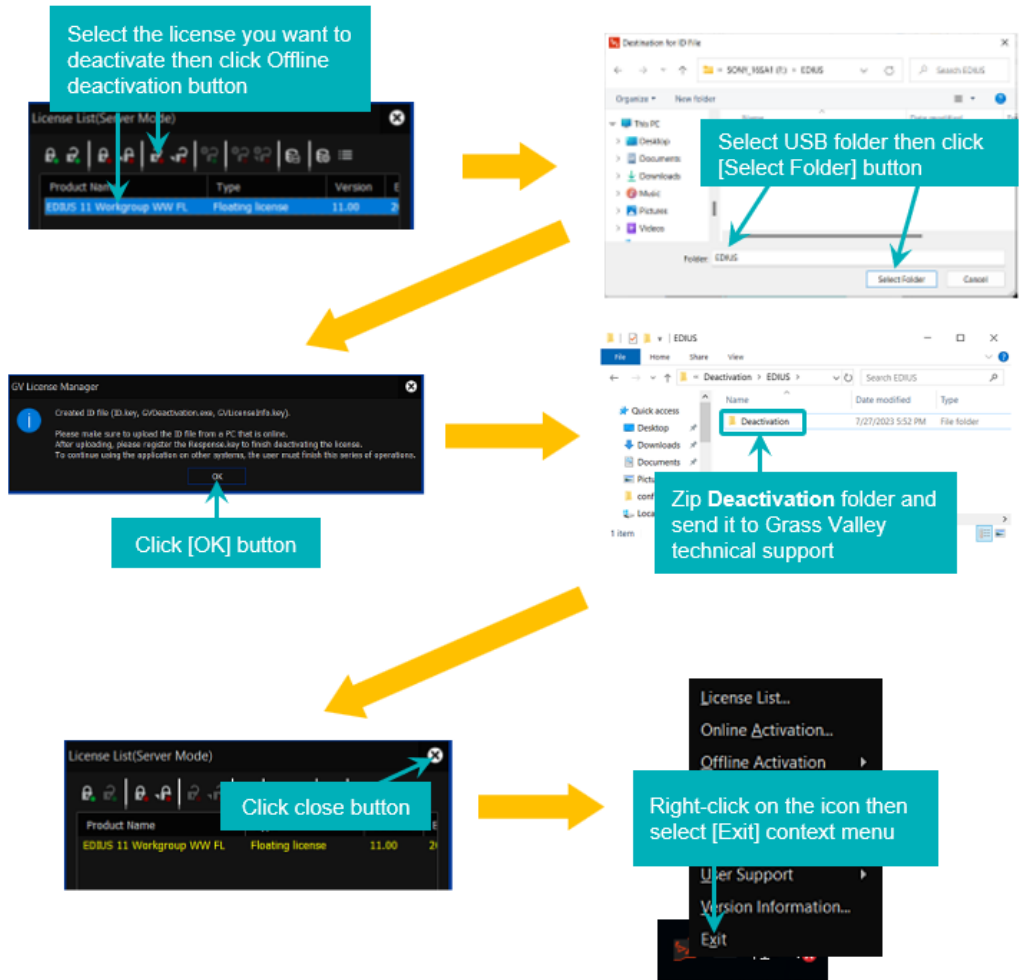 Select the license you want to
deactivate then click Offline
deactivation button
License List(Server Mode)
Product Name
Type
Version
EDIUS 11 Workgroup WW FL
Floating license
11.00
Destination for ID File
SONY_16SA1 (F:) > EDIUS
Search EDIUS
Organize
New folder
Name
Date modified
This PC
Desktop
Documents
Downloads
Music
Pictures
Videos
Select USB folder then click
[Select Folder] button
Folder: EDIUS
Select Folder
Cancel
GV License Manager
Created ID file (ID.key, GVDeactivation.exe, GVLicenseInfo.key).
Please make sure to upload the ID file from a PC that is online.
After uploading, please register the Response.key to finish deactivating the license.
To continue using the application on other systems, the user must finish this series of operations.
OK
Click [OK] button
EDIUS
File
Home
Share
View
Deactivation > EDIUS >
Search EDIUS
Name
Date modified
Type
Quick access
Desktop
Downloads
Documents
Deactivation
7/27/2023 5:52 PM
File folder
1 item
Zip Deactivation folder and
send it to Grass Valley
technical support
License List(Server Mode)
Click close button
Product Name
EDIUS 11 Workgroup WW FL
Floating license
11.00
License List...
Online Activation...
Offline Activation
Right-click on the icon then
select [Exit] context menu
User Support
Version Information...
Exit